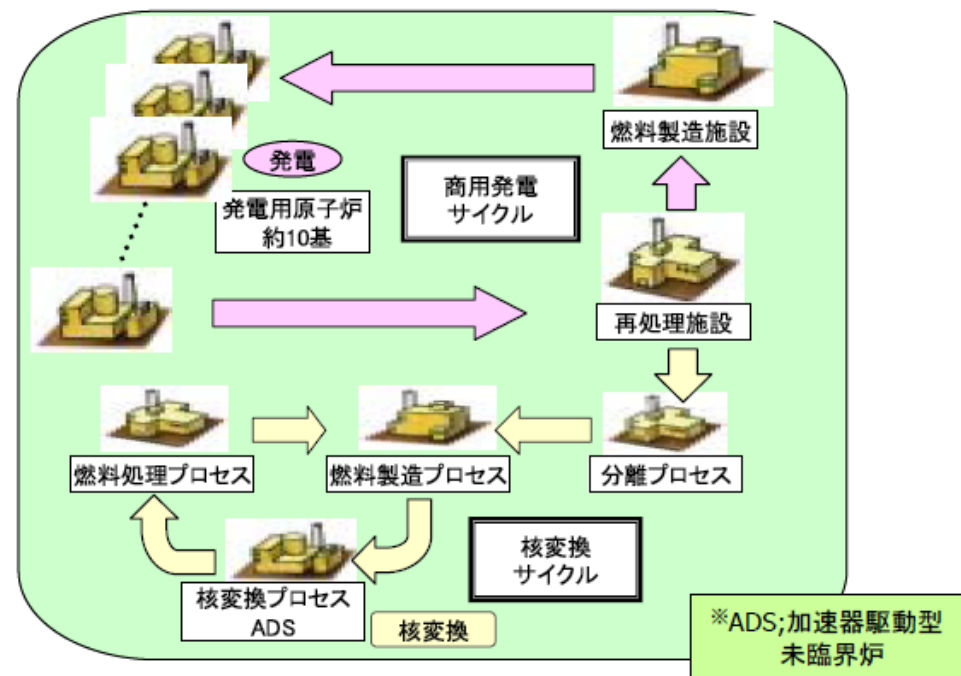 燃料製造施設
発電
発電用原子炉
約10基
商用発電
サイクル
再処理施設
燃料処理プロセス
燃料製造プロセス
分離プロセス
核変換プロセス
ADS
核変換
核変換
サイクル
※ADS;加速器駆動型
未臨界炉